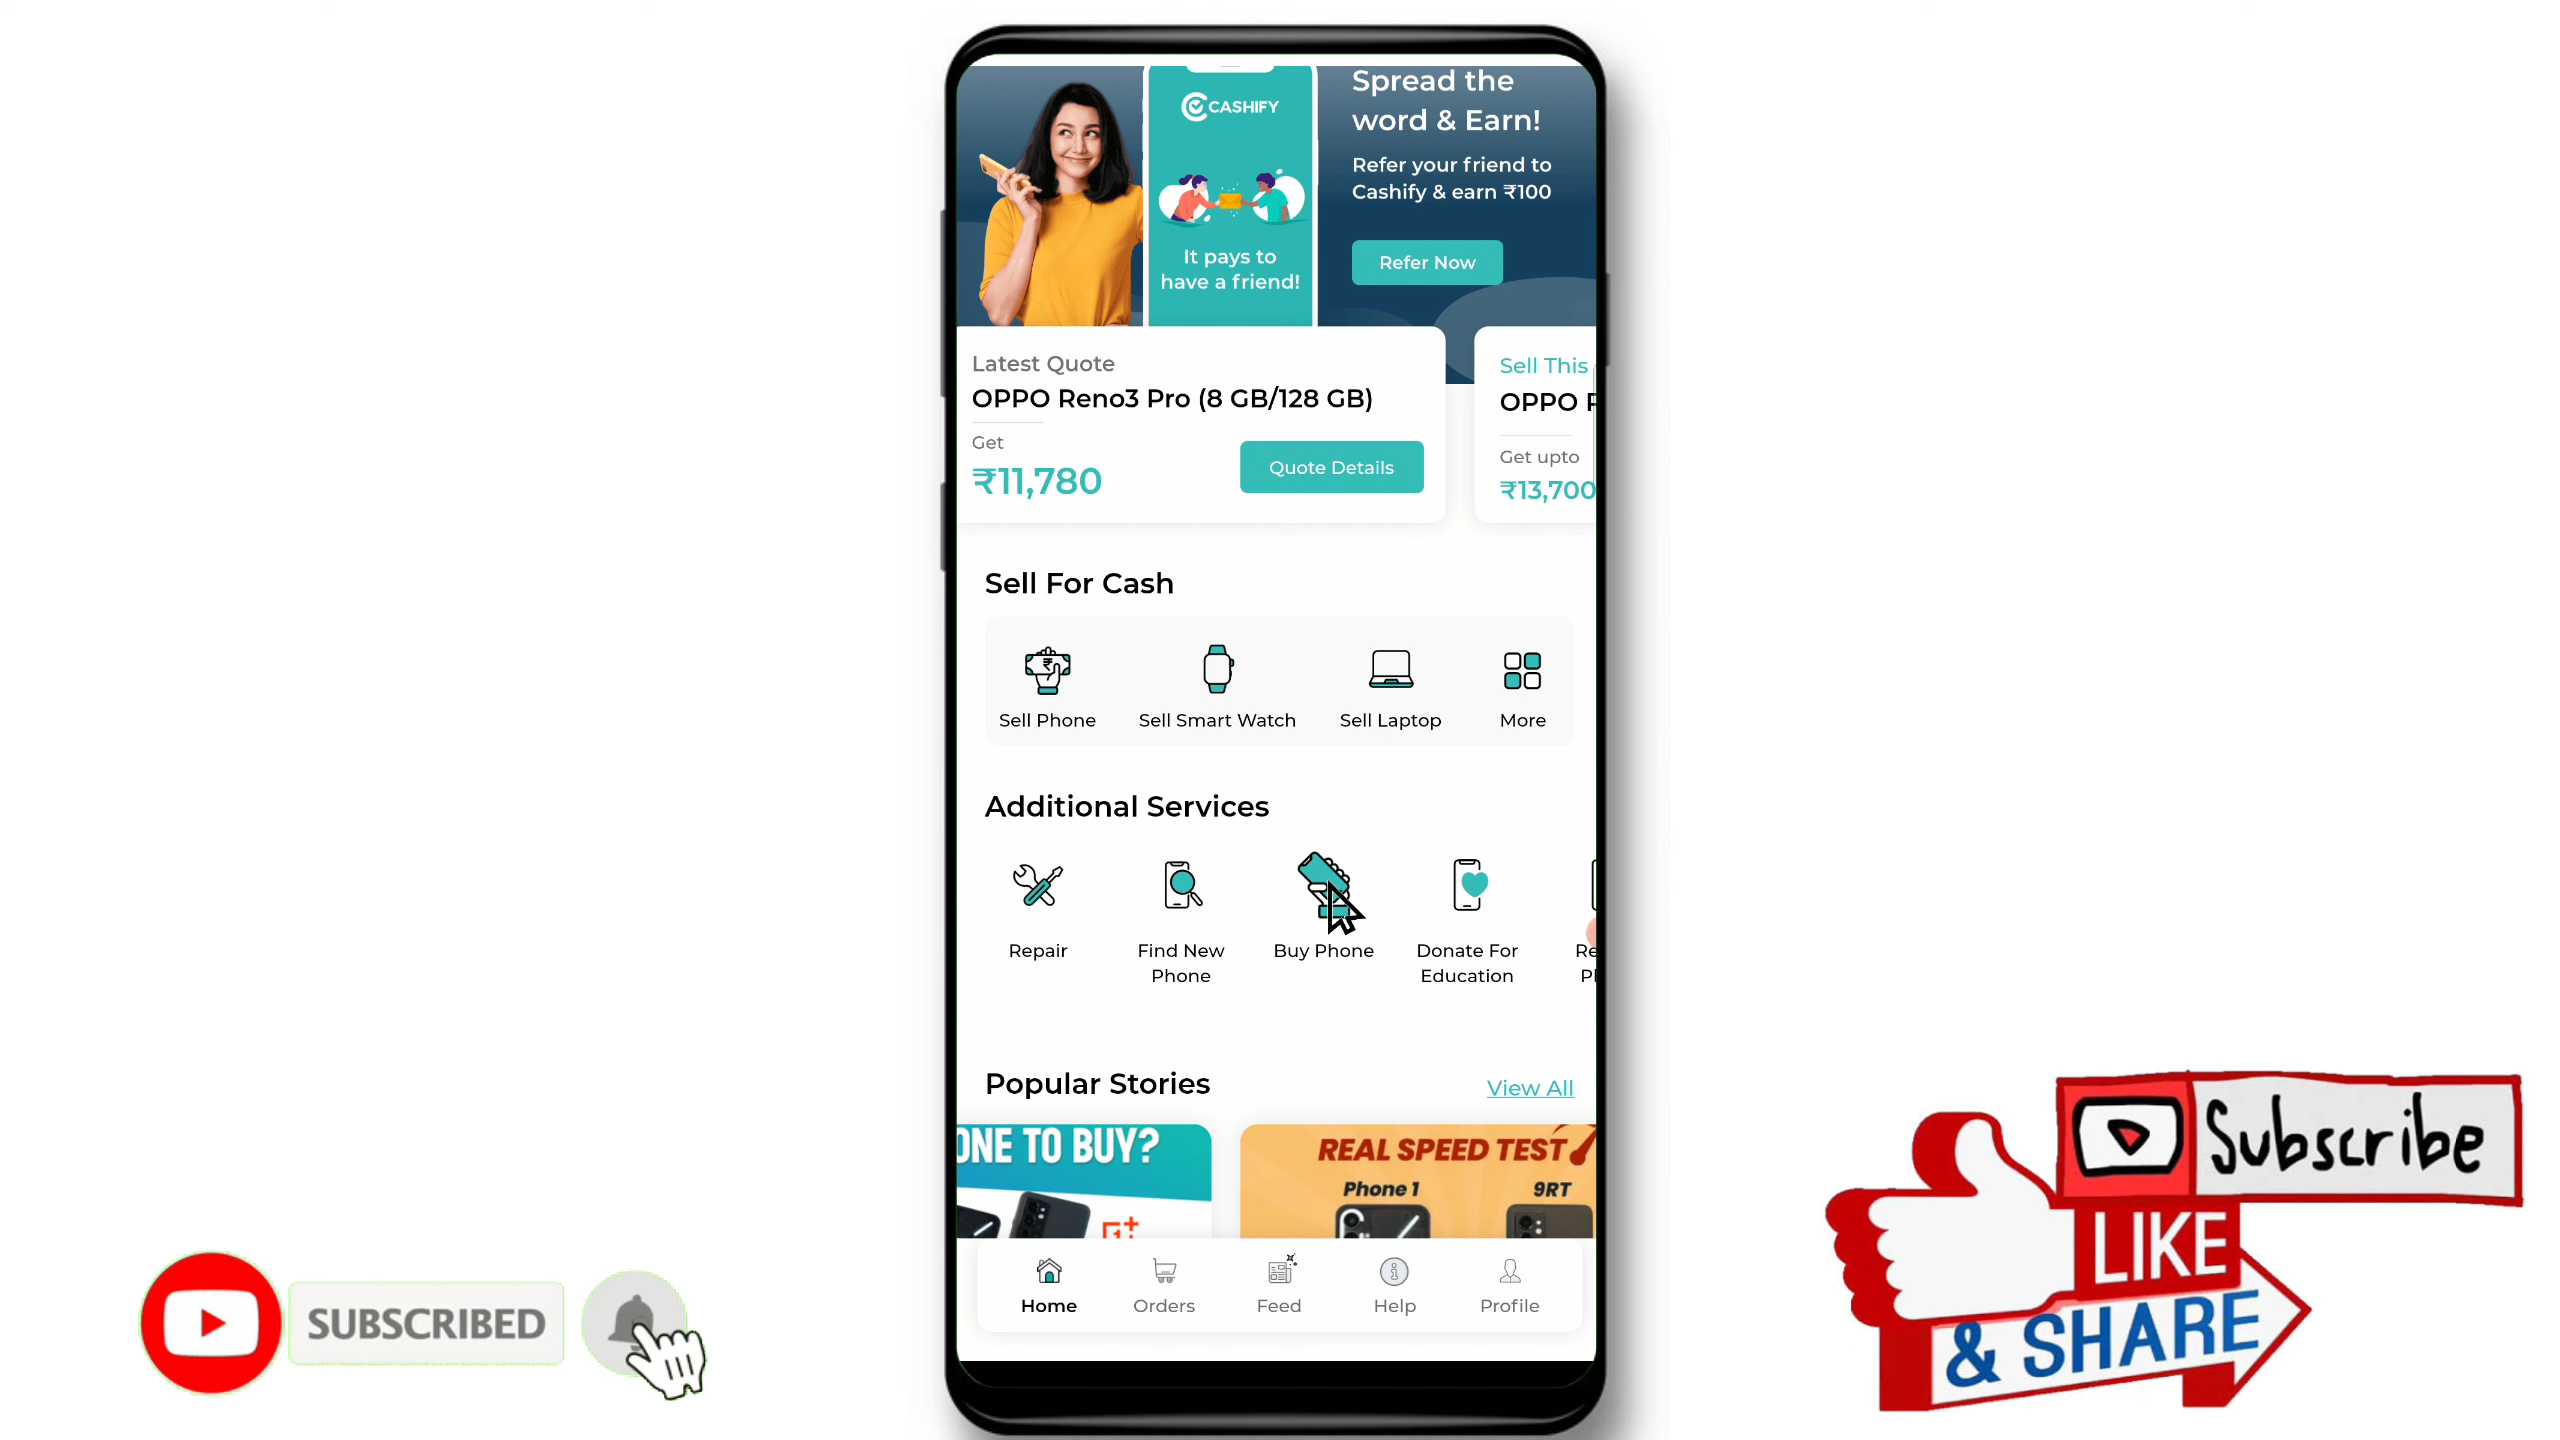 CASHIFY
It pays to
have a friend!
Spread the
word & Earn!
Refer your friend to
Cashify & earn ₹100
Refer Now
Latest Quote
OPPO Reno3 Pro (8 GB/128 GB)
Get
₹11,780
Quote Details
Sell This
OPPO
Get upto
₹13,700
Sell For Cash
Sell Phone
Sell Smart Watch
Sell Laptop
More
Additional Services
Repair
Find New
Phone
Buy Phone
Donate For
Education
Popular Stories
View All
ONE TO BUY?
REAL SPEED TEST
Phone 1
9RT
Home
Orders
Feed
Help
Profile
SUBSCRIBED
Subscribe
LIKE
& SHARE